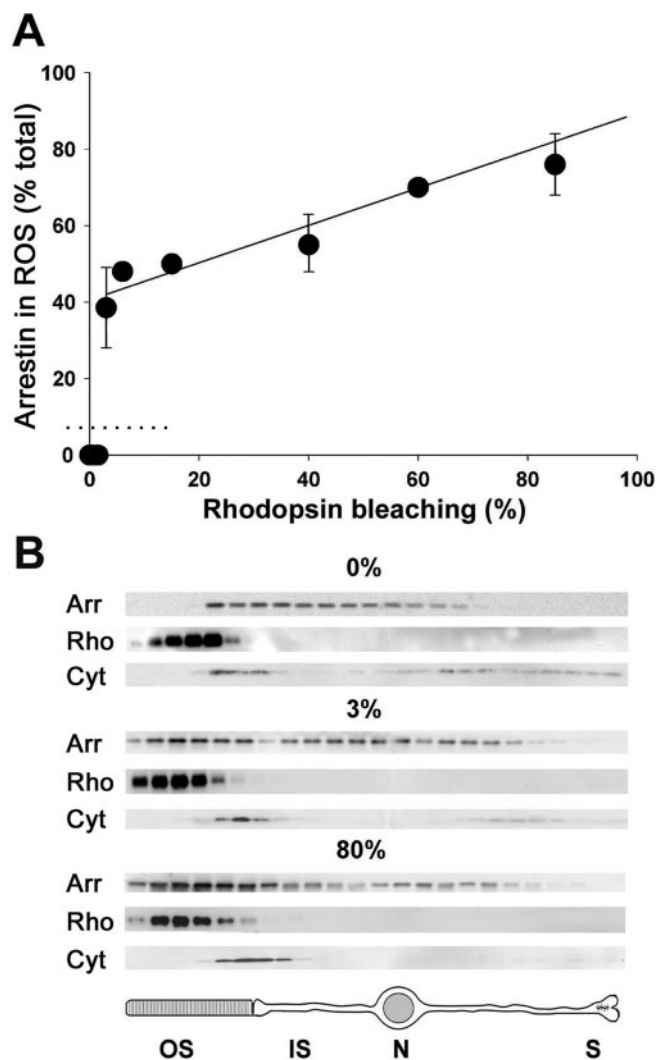 A
100
80
60
40
20
0
Arrestin in ROS (% total)
0 20 40 60 80 100
Rhodopsin bleaching (%)
B
0%
Arr
Rho
Cyt
3%
Arr
Rho
Cyt
80%
Arr
Rho
Cyt
OS IS N S